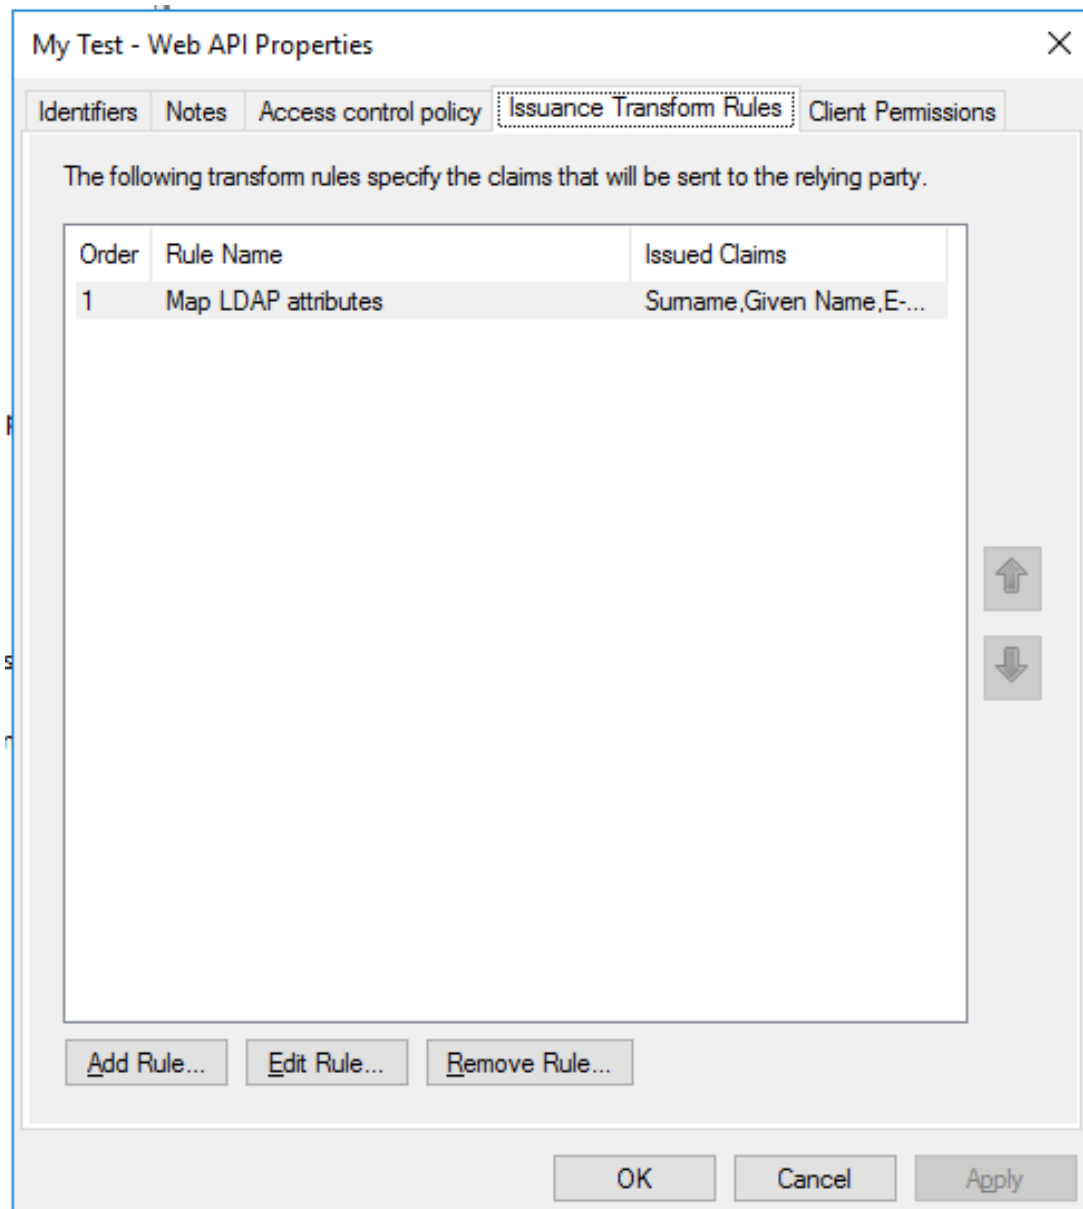 My Test - Web API Properties
Identifiers Notes Access control policy Issuance Transform Rules Client Permissions
The following transform rules specify the claims that will be sent to the relying party.
Order Rule Name Issued Claims
1 Map LDAP attributes Surname,Given Name,E-...
Add Rule... Edit Rule... Remove Rule...
OK Cancel Apply